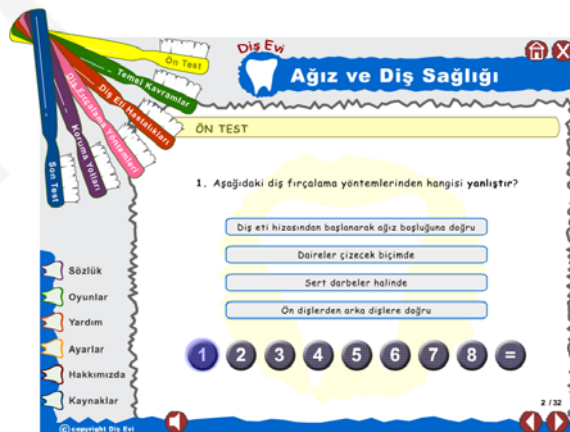 Ön Test
Temel Kavramlar
Diş Eti Hastalıkları
Diş Fırçalama Yöntemleri
Koruma Yolları
Son Test
Diş Evi
Ağız ve Diş Sağlığı
ÖN TEST
1. Aşağıdaki diş fırçalama yöntemlerinden hangisi yanlıştır?
Diş eti hizasından başlanarak ağız boşluğuna doğru
Daireler çizecek biçimde
Sert darbeler halinde
Ön dişlerden arka dişlere doğru
1 2 3 4 5 6 7 8 =
Sözlük
Oyunlar
Yardım
Ayarlar
Hakkımızda
Kaynaklar
2 / 32
© copyright Diş Evi